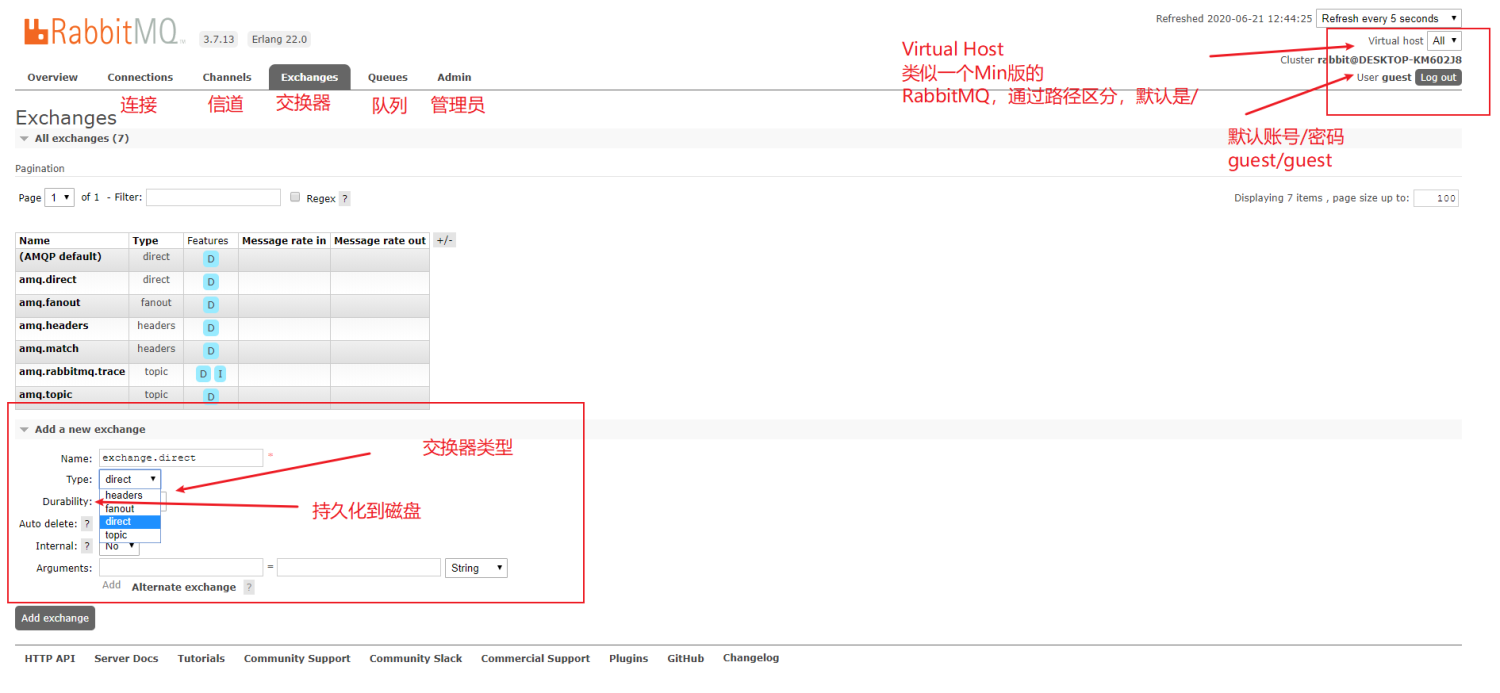 RabbitMQ TM 3.7.13 Erlang 22.0
Refreshed 2020-06-21 12:44:25 Refresh every 5 seconds
Virtual host All
Cluster rabbit@DESKTOP-KM602J8
User guest Log out
Virtual Host
类似一个Min版的
RabbitMQ，通过路径区分，默认是/
默认账号/密码
guest/guest
Overview Connections Channels Exchanges Queues Admin
连接 信道 交换器 队列 管理员
Exchanges
All exchanges (7)
Pagination
Page 1 of 1 - Filter: Regex ?
Displaying 7 items , page size up to: 100
Name Type Features Message rate in Message rate out +/-
(AMQP default) direct D
amq.direct direct D
amq.fanout fanout D
amq.headers headers D
amq.match headers D
amq.rabbitmq.trace topic D I
amq.topic topic D
Add a new exchange
交换器类型
Name: exchange.direct *
Type: direct
headers
Durability:
fanout
持久化到磁盘
direct
Auto delete: ?
topic
Internal: ? No
Arguments: = String
Add Alternate exchange ?
Add exchange
HTTP API Server Docs Tutorials Community Support Community Slack Commercial Support Plugins GitHub Changelog